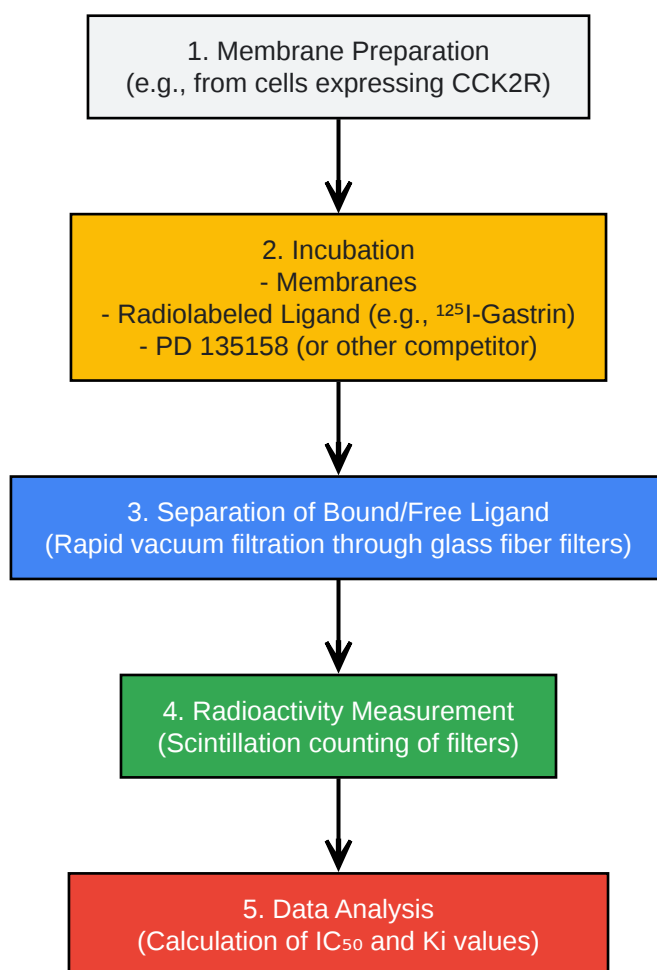 1. Membrane Preparation
(e.g., from cells expressing CCK2R)
2. Incubation
- Membranes
- Radiolabeled Ligand (e.g., ¹²⁵I-Gastrin)
- PD 135158 (or other competitor)
3. Separation of Bound/Free Ligand
(Rapid vacuum filtration through glass fiber filters)
4. Radioactivity Measurement
(Scintillation counting of filters)
5. Data Analysis
(Calculation of IC₅₀ and Ki values)